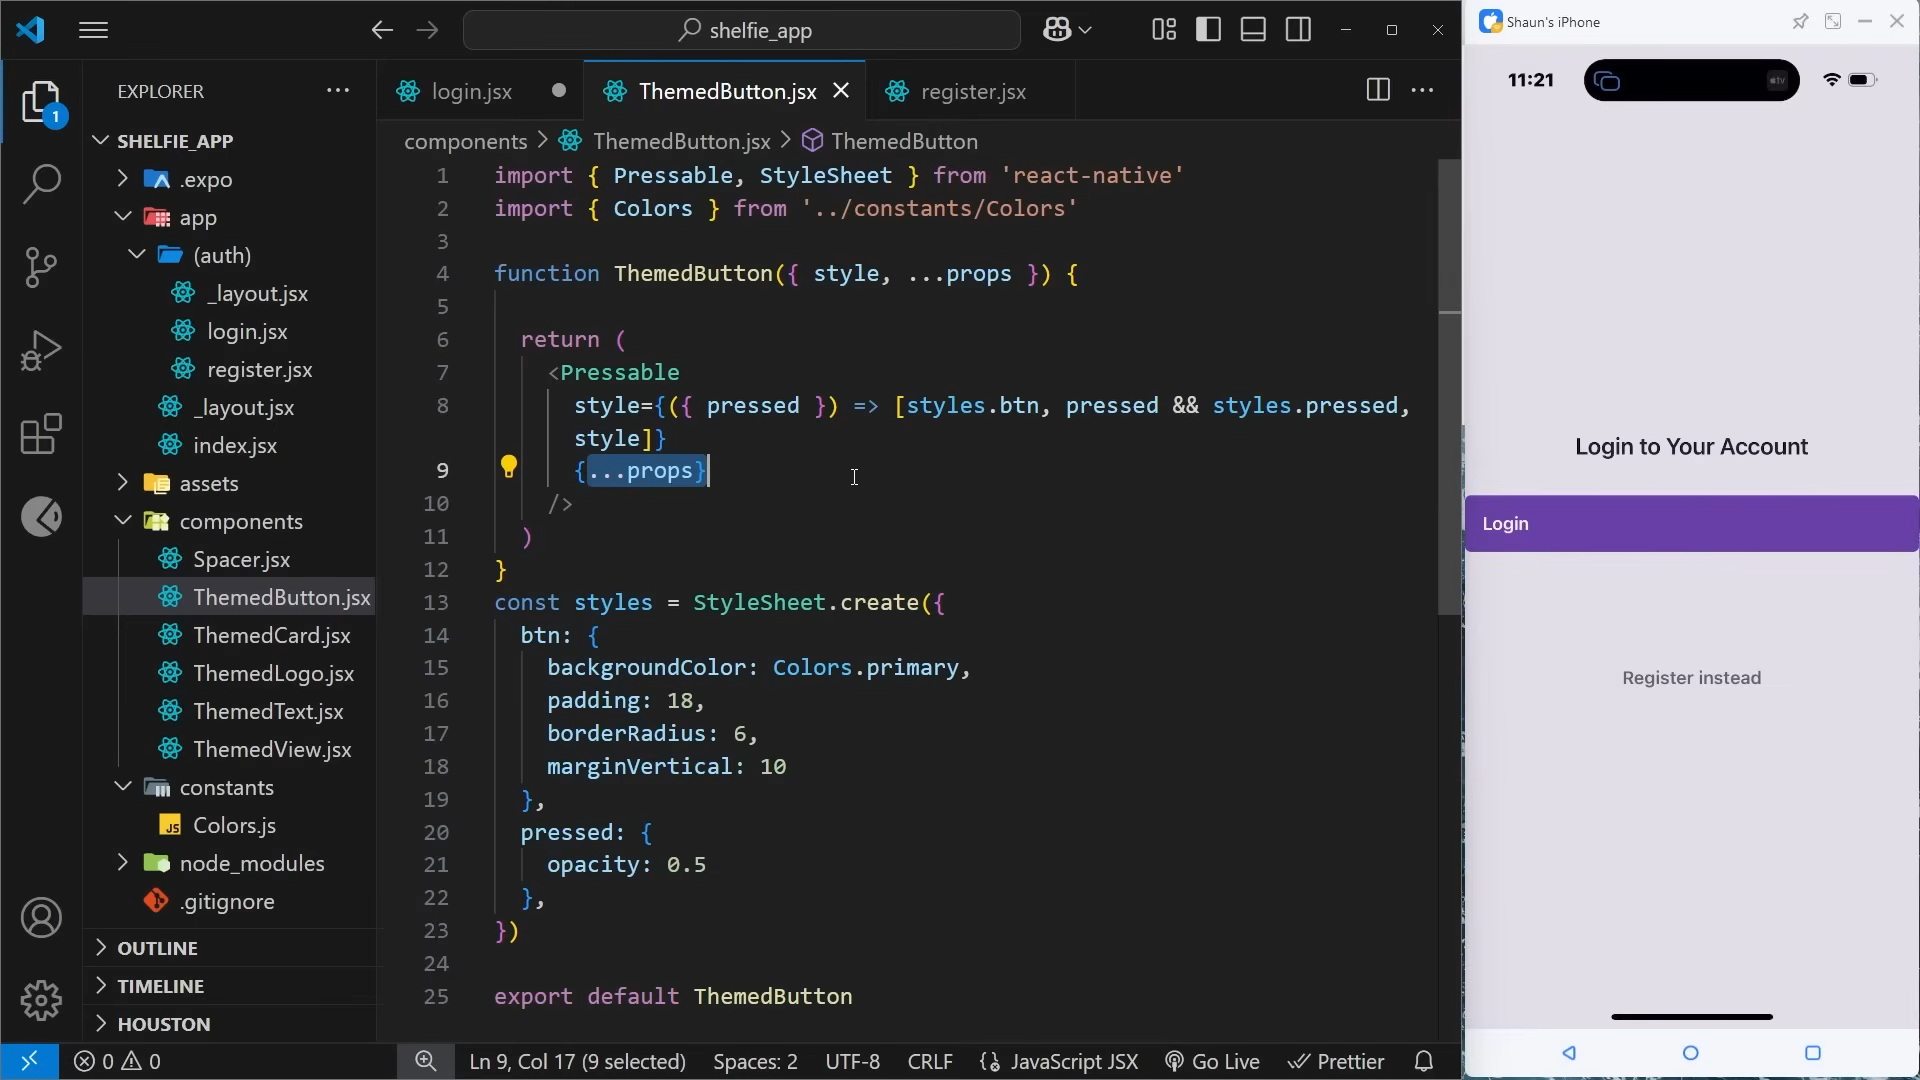 shelfie_app
EXPLORER
SHELFIE_APP
.expo
app
(auth)
_layout.jsx
login.jsx
register.jsx
_layout.jsx
index.jsx
assets
components
Spacer.jsx
ThemedButton.jsx
ThemedCard.jsx
ThemedLogo.jsx
ThemedText.jsx
ThemedView.jsx
constants
JS Colors.js
node_modules
.gitignore
OUTLINE
TIMELINE
HOUSTON
1
login.jsx
ThemedButton.jsx
register.jsx
components > ThemedButton.jsx > ThemedButton
1 import { Pressable, StyleSheet } from 'react-native'
2 import { Colors } from '../constants/Colors'
3
4 function ThemedButton({ style, ...props }) {
5
6 return (
7 <Pressable
8 style={({ pressed }) => [styles.btn, pressed && styles.pressed,
style]}
9 {...props}
10 />
11 )
12 }
13 const styles = StyleSheet.create({
14 btn: {
15 backgroundColor: Colors.primary,
16 padding: 18,
17 borderRadius: 6,
18 marginVertical: 10
19 },
20 pressed: {
21 opacity: 0.5
22 },
23 })
24
25 export default ThemedButton
0 0
Ln 9, Col 17 (9 selected)
Spaces: 2
UTF-8
CRLF
{} JavaScript JSX
Go Live
Prettier
Shaun's iPhone
11:21
tv
Login to Your Account
Login
Register instead